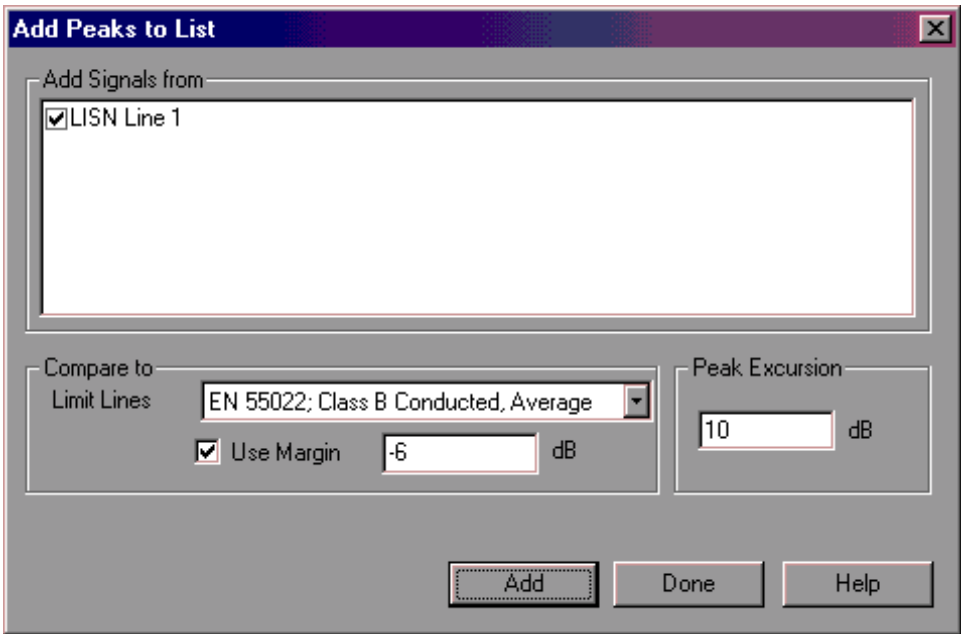 Add Peaks to List
Add Signals from
LISN Line 1
Compare to
Limit Lines
EN 55022; Class B Conducted, Average
Use Margin
-6
dB
Peak Excursion
10
dB
Add
Done
Help